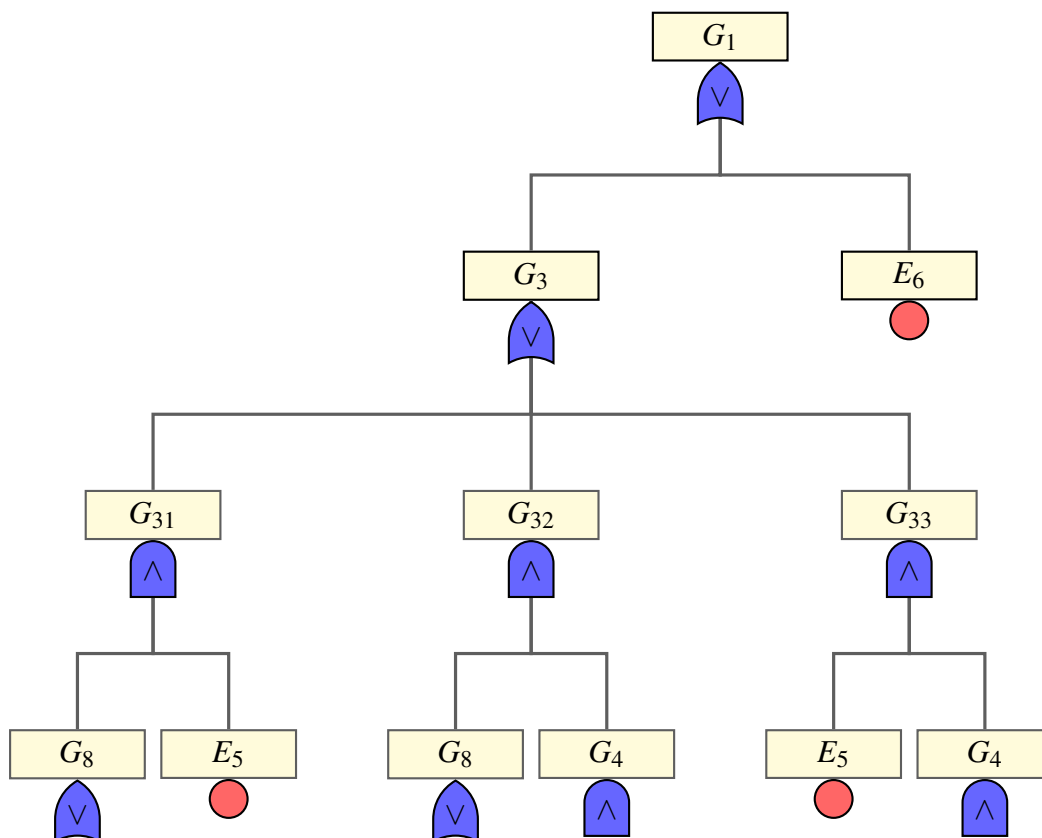 G₁
∨
G₃ E₆
∨
G₃₁ G₃₂ G₃₃
∧ ∧ ∧
G₈ E₅ G₈ G₄ E₅ G₄
∨ ∨ ∧ ∧